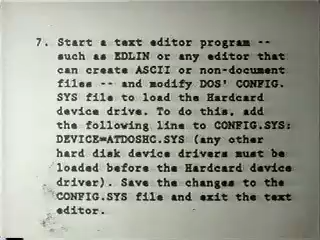 7. Start a text editor program --
such as EDLIN or any editor that
can create ASCII or non-document
files -- and modify DOS' CONFIG.
SYS file to load the Hardcard
device drive. To do this, add
the following line to CONFIG.SYS:
DEVICE=ATDOSHC.SYS (any other
hard disk device drivers must be
loaded before the Hardcard device
driver). Save the changes to the
CONFIG.SYS file and exit the text
editor.